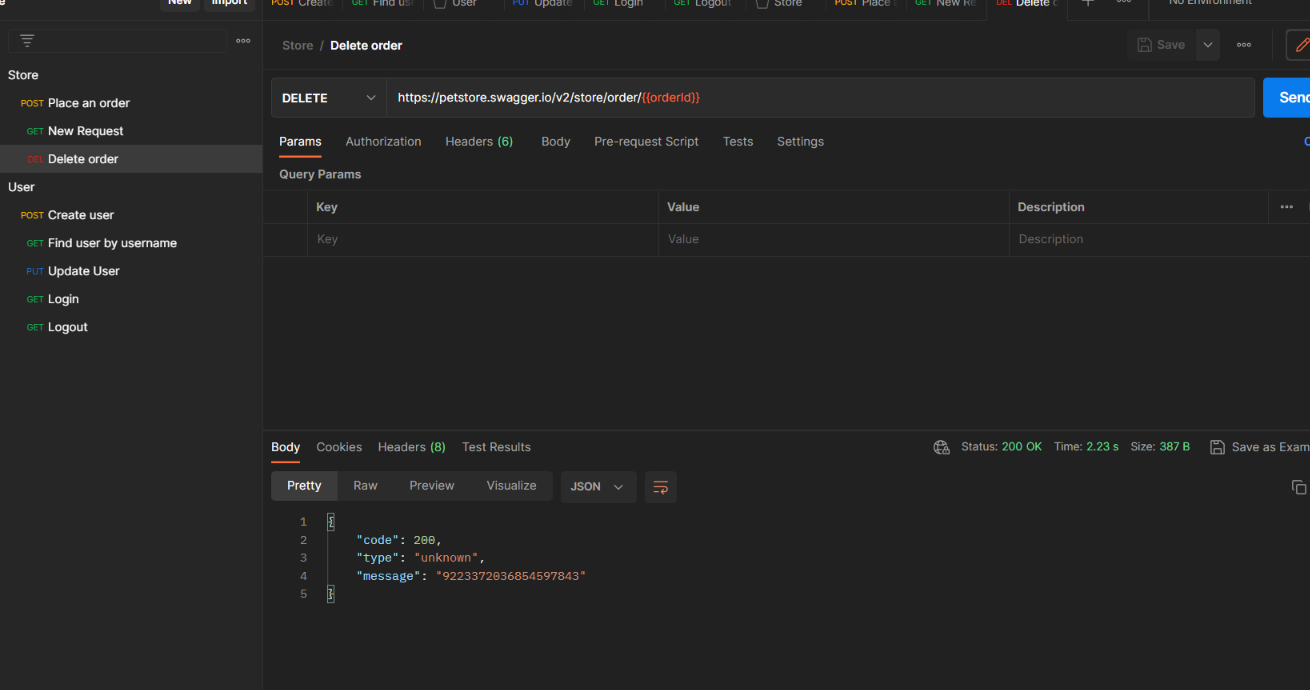 New Import POST Create GET Find use User PUT Update GET Login GET Logout Store POST Place GET New Re DEL Delete No Environment
Store / Delete order Save
Store
DELETE https://petstore.swagger.io/v2/store/order/{{orderId}} Send
POST Place an order
GET New Request
DEL Delete order
User
POST Create user
GET Find user by username
PUT Update User
GET Login
GET Logout
Params Authorization Headers (6) Body Pre-request Script Tests Settings
Query Params
Key Value Description
Key Value Description
Body Cookies Headers (8) Test Results Status: 200 OK Time: 2.23 s Size: 387 B Save as Exam
Pretty Raw Preview Visualize JSON
1 {
2 "code": 200,
3 "type": "unknown",
4 "message": "9223372036854597843"
5 }